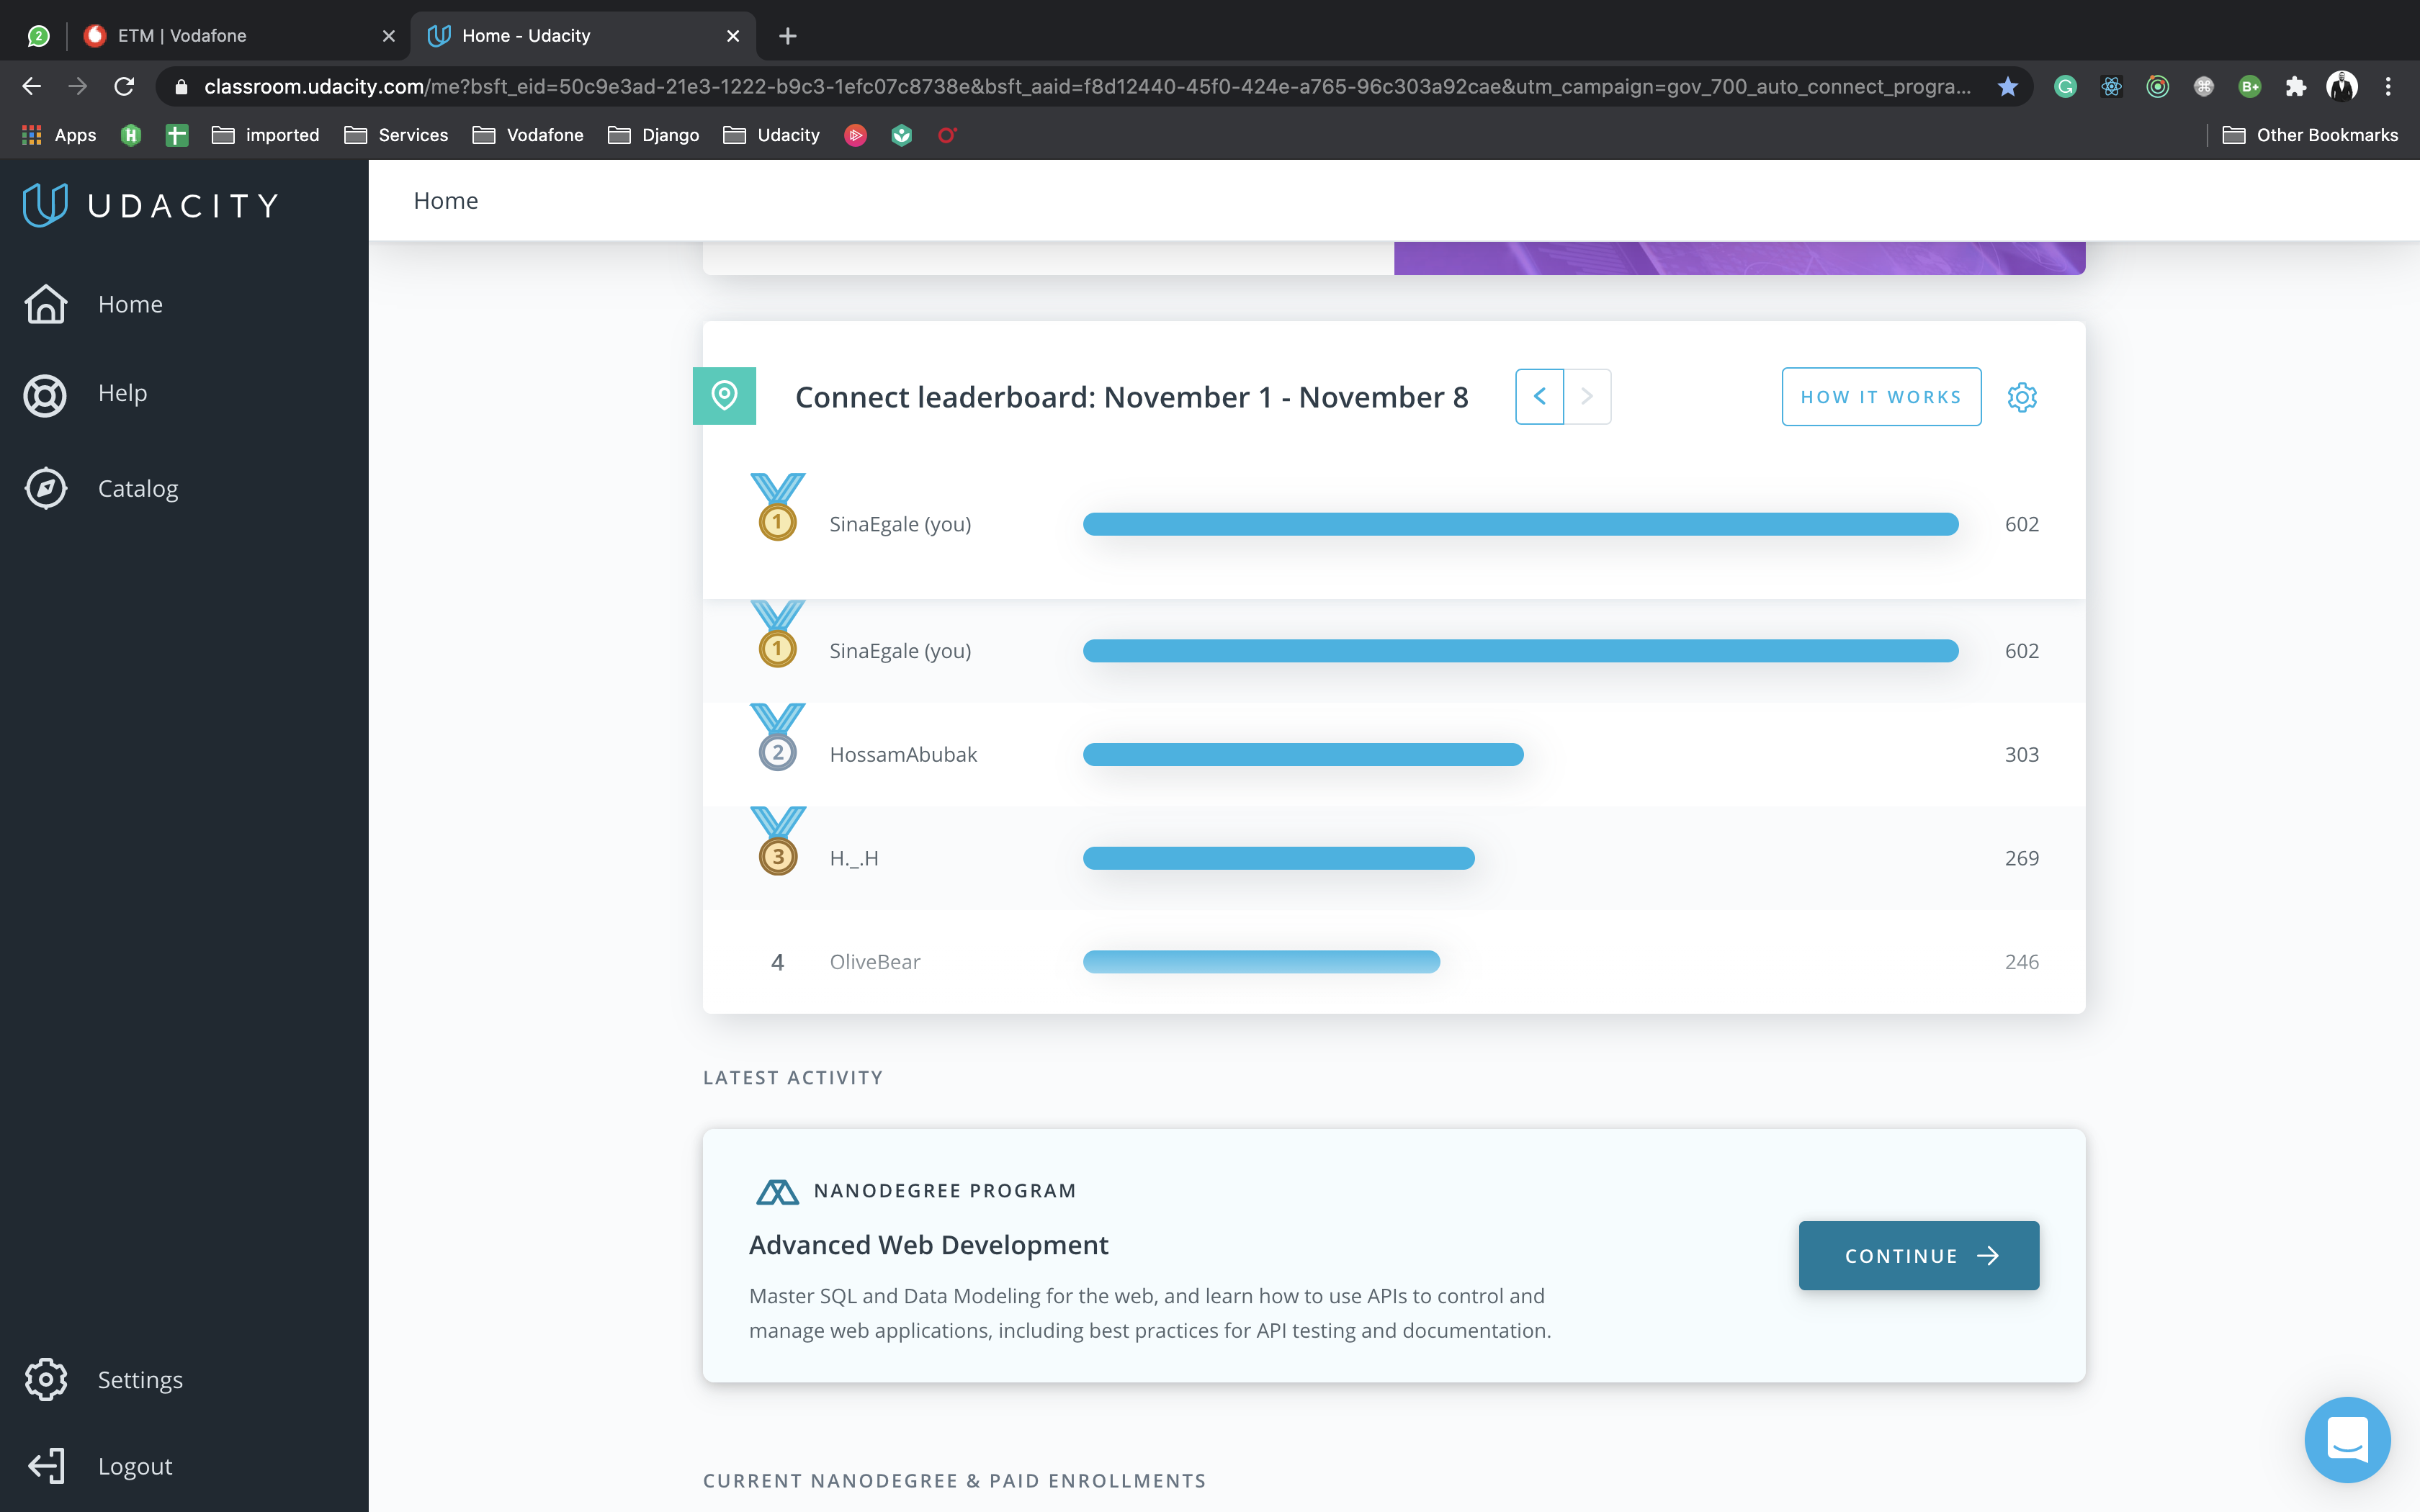 2
ETM | Vodafone
Home - Udacity
classroom.udacity.com/me?bsft_eid=50c9e3ad-21e3-1222-b9c3-1efc07c8738e&bsft_aaid=f8d12440-45f0-424e-a765-96c303a92cae&utm_campaign=gov_700_auto_connect_progra...
B+
Apps
H
imported
Services
Vodafone
Django
Udacity
Other Bookmarks
UDACITY
Home
Help
Catalog
Settings
Logout
Home
Connect leaderboard: November 1 - November 8
HOW IT WORKS
1 SinaEgale (you) 602
1 SinaEgale (you) 602
2 HossamAbubak 303
3 H._.H 269
4 OliveBear 246
LATEST ACTIVITY
NANODEGREE PROGRAM
Advanced Web Development
Master SQL and Data Modeling for the web, and learn how to use APIs to control and
manage web applications, including best practices for API testing and documentation.
CONTINUE
CURRENT NANODEGREE & PAID ENROLLMENTS